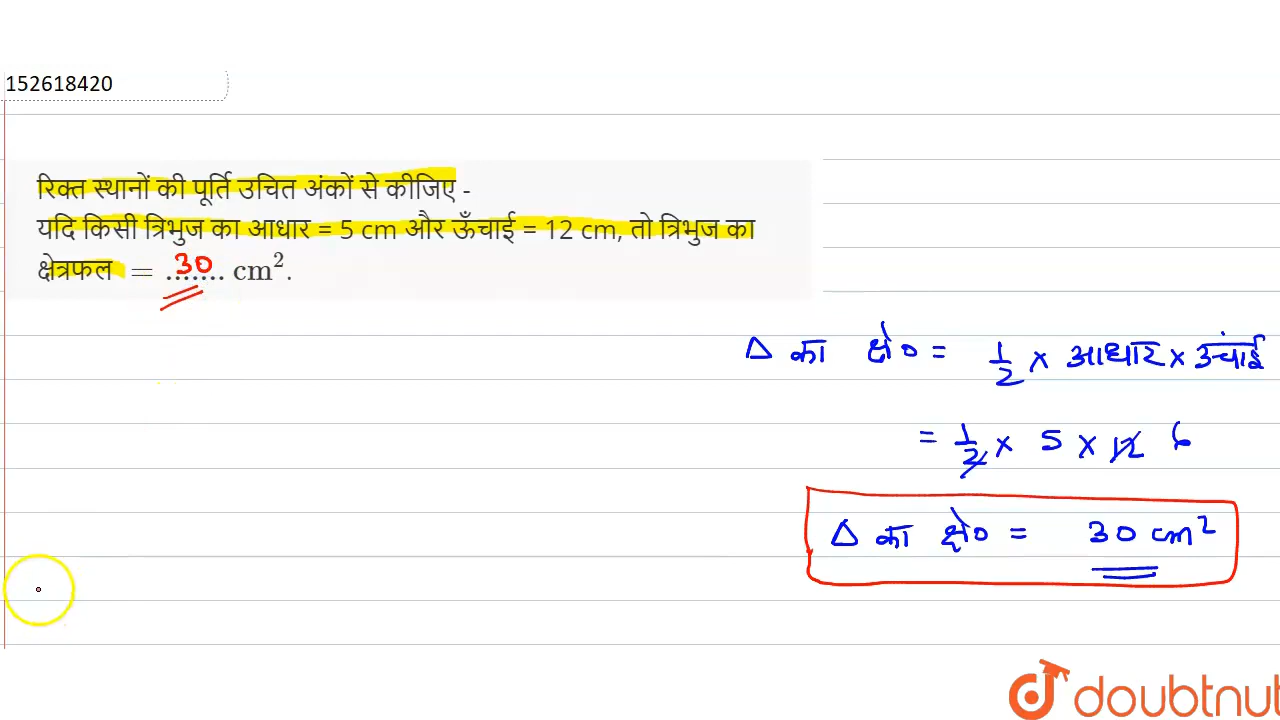 152618420
रिक्त स्थानों की पूर्ति उचित अंकों से कीजिए -
यदि किसी त्रिभुज का आधार = 5 cm और ऊँचाई = 12 cm, तो त्रिभुज का
क्षेत्रफल = ....30... cm².
Δ का क्षे० = 1/2 × आधार × ऊंचाई
= 1/2 × 5 × 12 6
Δ का क्षे० = 30 cm²
doubtnut